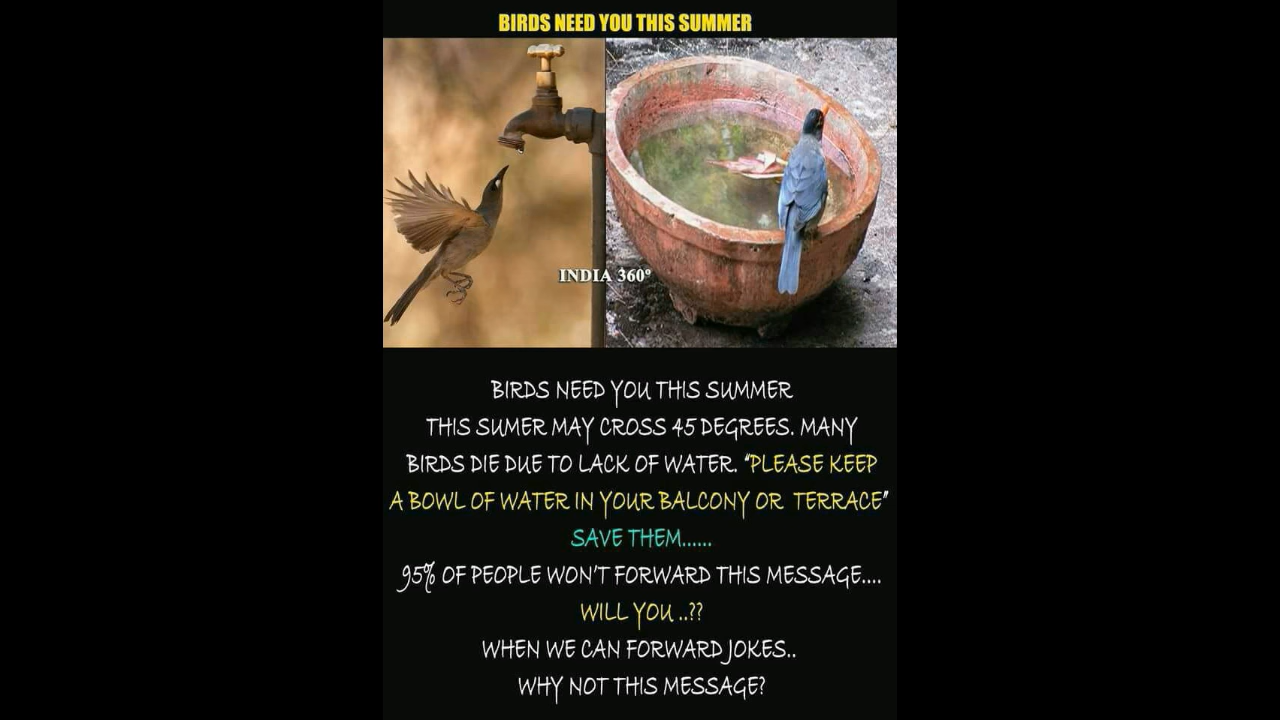 BIRDS NEED YOU THIS SUMMER
INDIA 360°
BIRDS NEED YOU THIS SUMMER
THIS SUMER MAY CROSS 45 DEGREES. MANY
BIRDS DIE DUE TO LACK OF WATER. "PLEASE KEEP
A BOWL OF WATER IN YOUR BALCONY OR TERRACE"
SAVE THEM......
95% OF PEOPLE WON'T FORWARD THIS MESSAGE....
WILL YOU ..??
WHEN WE CAN FORWARD JOKES..
WHY NOT THIS MESSAGE?